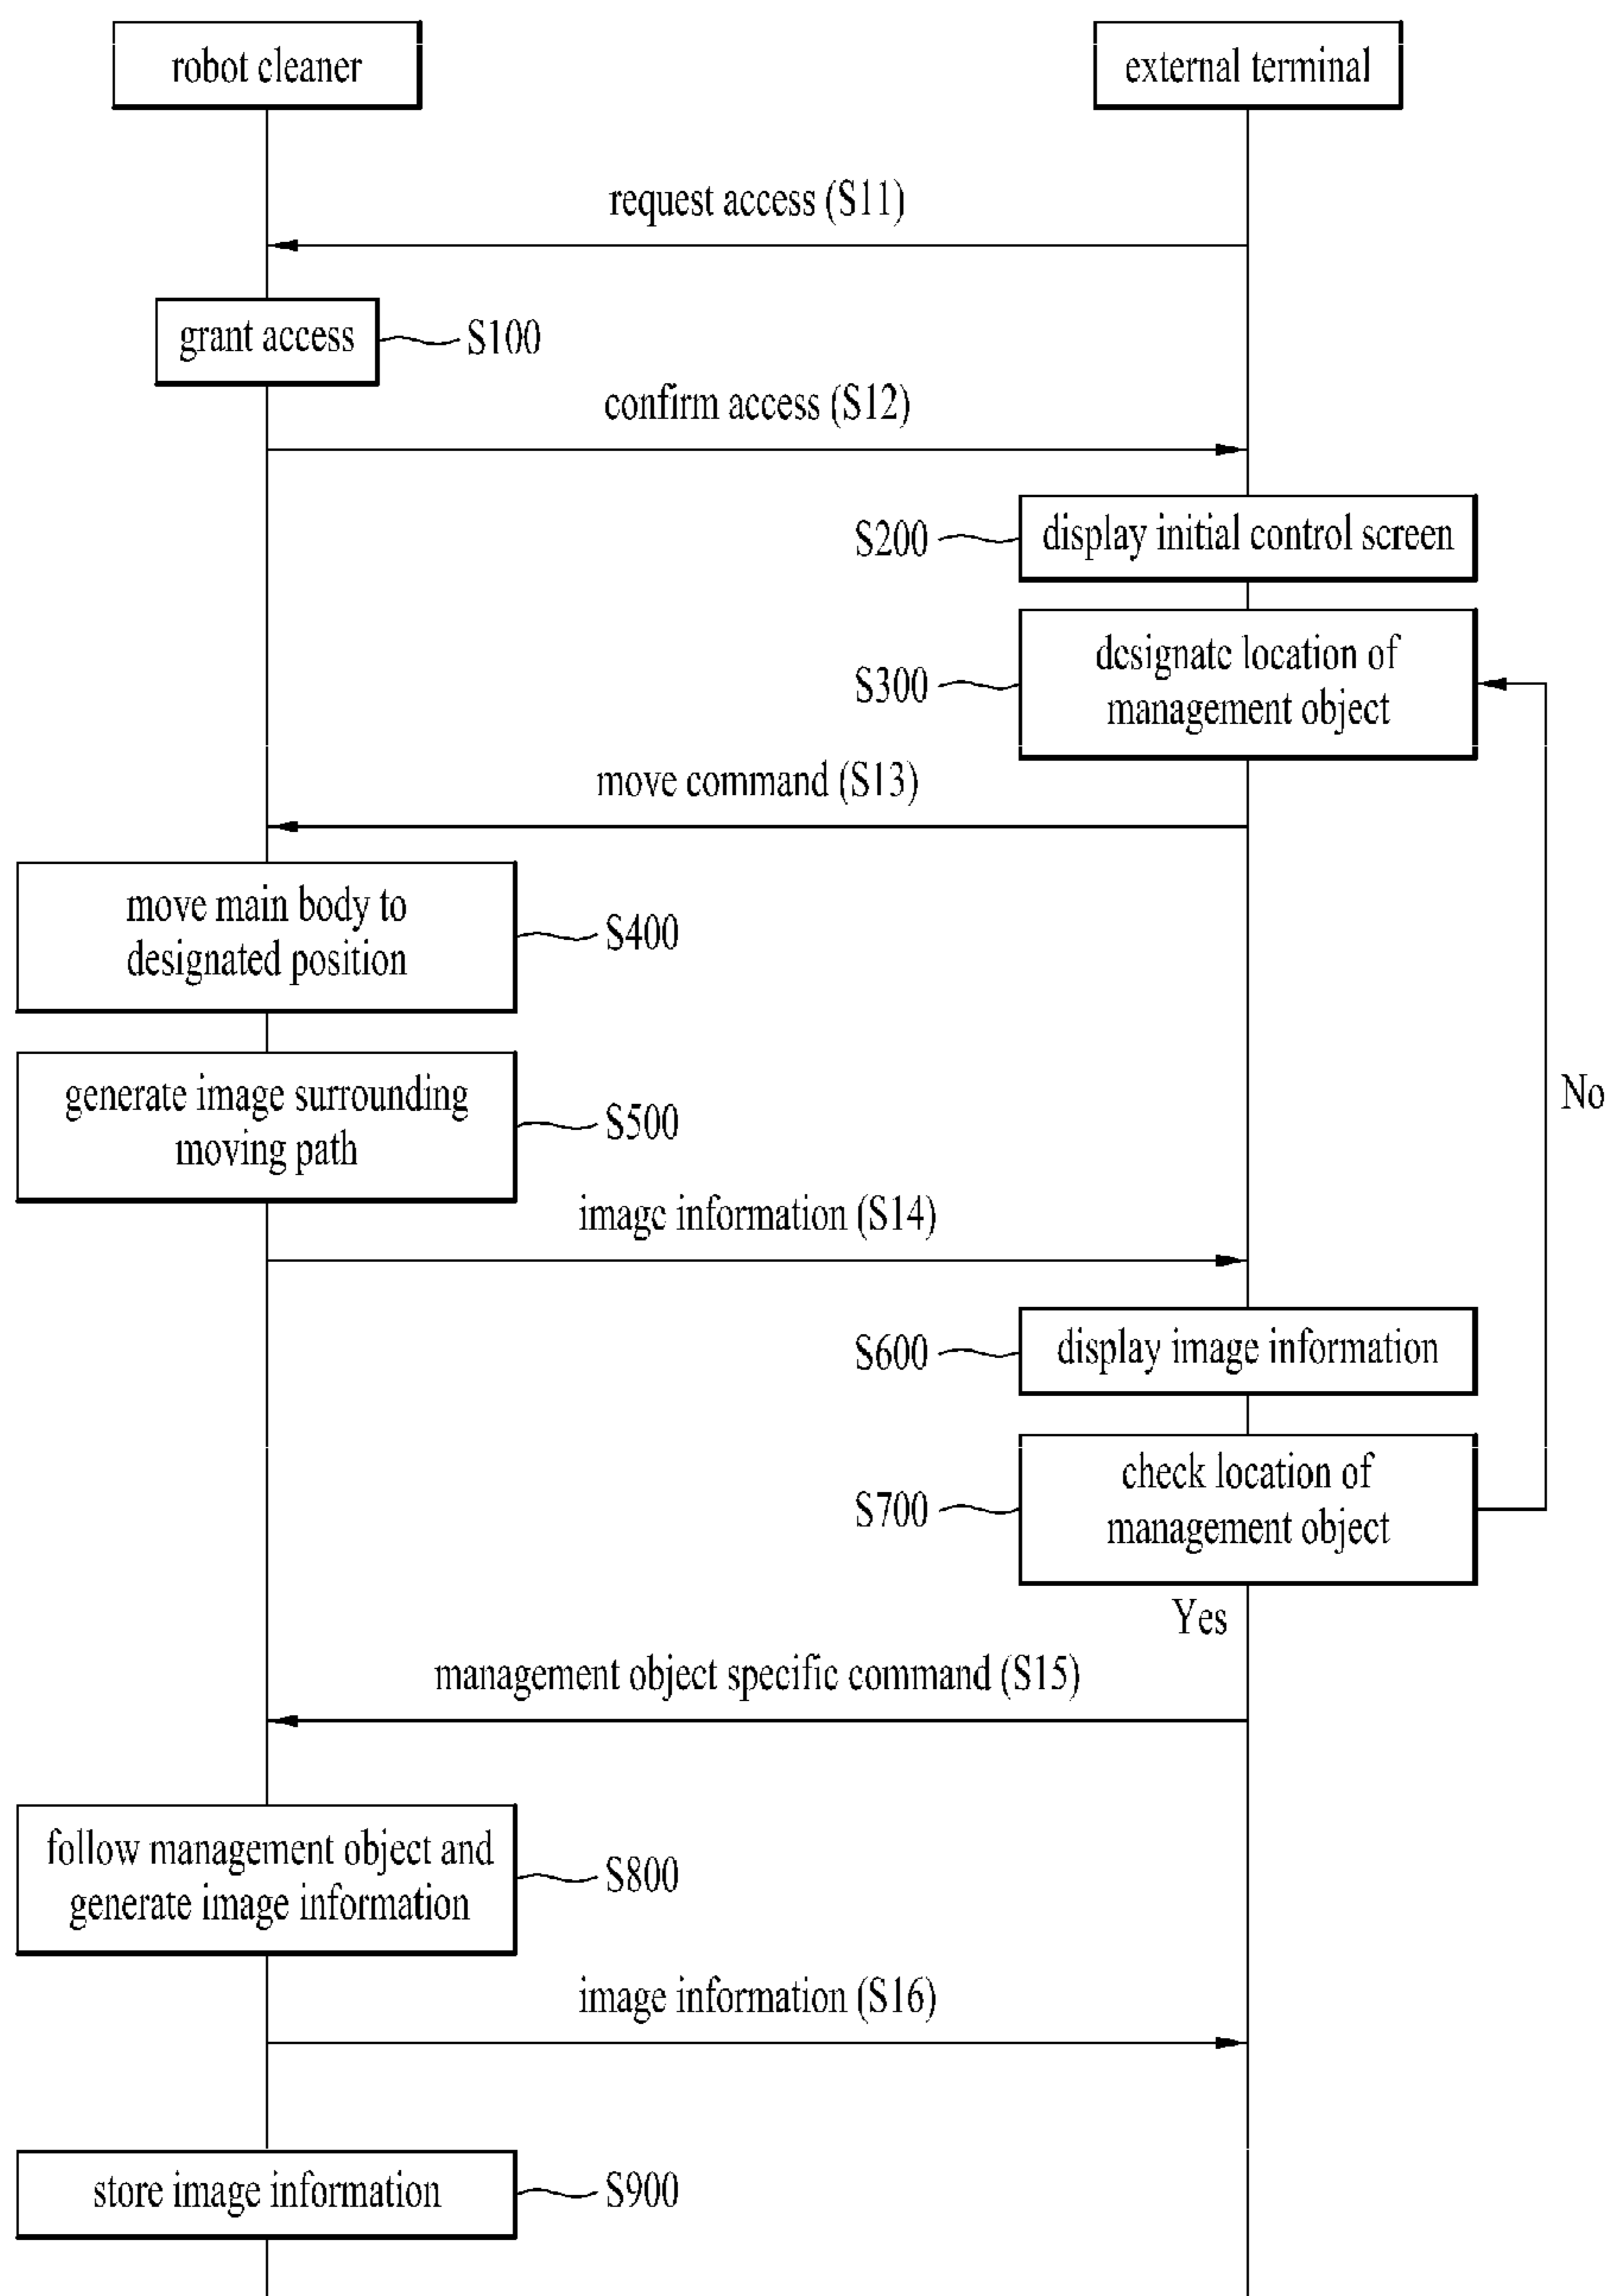 robot cleaner
external terminal
request access (S11)
grant access
S100
confirm access (S12)
S200
display initial control screen
S300
designate location of
management object
move command (S13)
move main body to
designated position
S400
generate image surrounding
moving path
S500
No
image information (S14)
S600
display image information
S700
check location of
management object
Yes
management object specific command (S15)
follow management object and
generate image information
S800
image information (S16)
store image information
S900